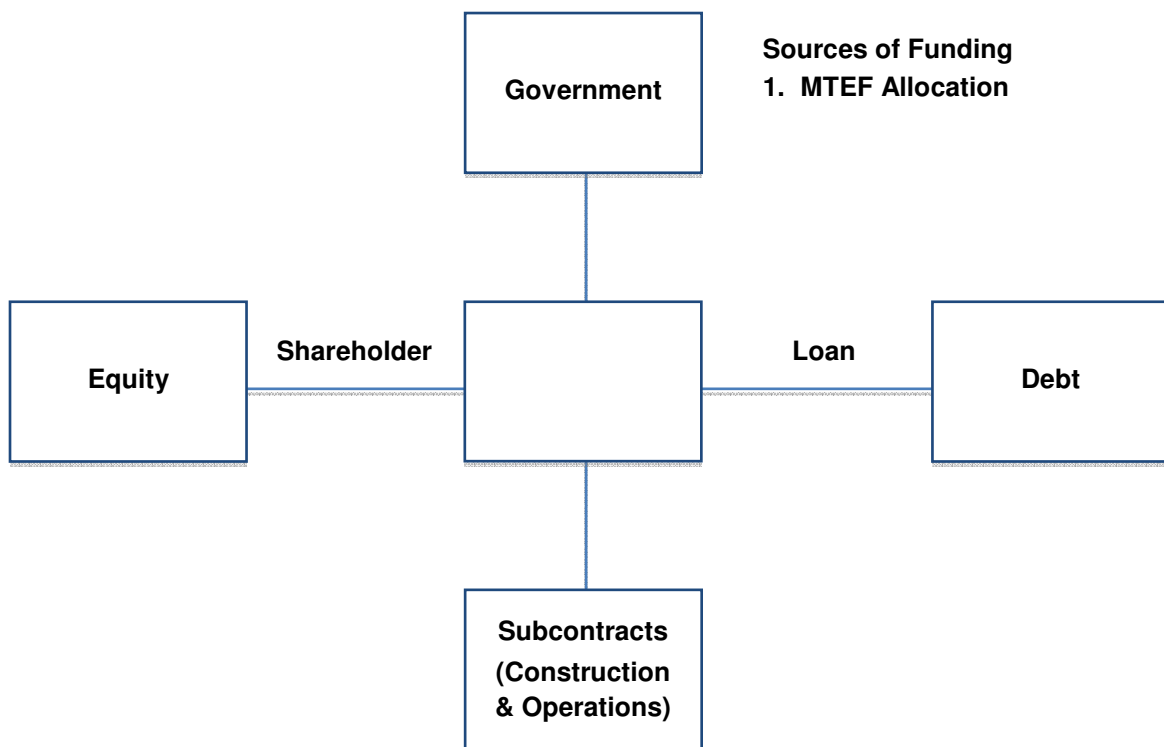 Sources of Funding
1. MTEF Allocation
Government
Shareholder
Loan
Equity
Debt
Subcontracts
(Construction
& Operations)